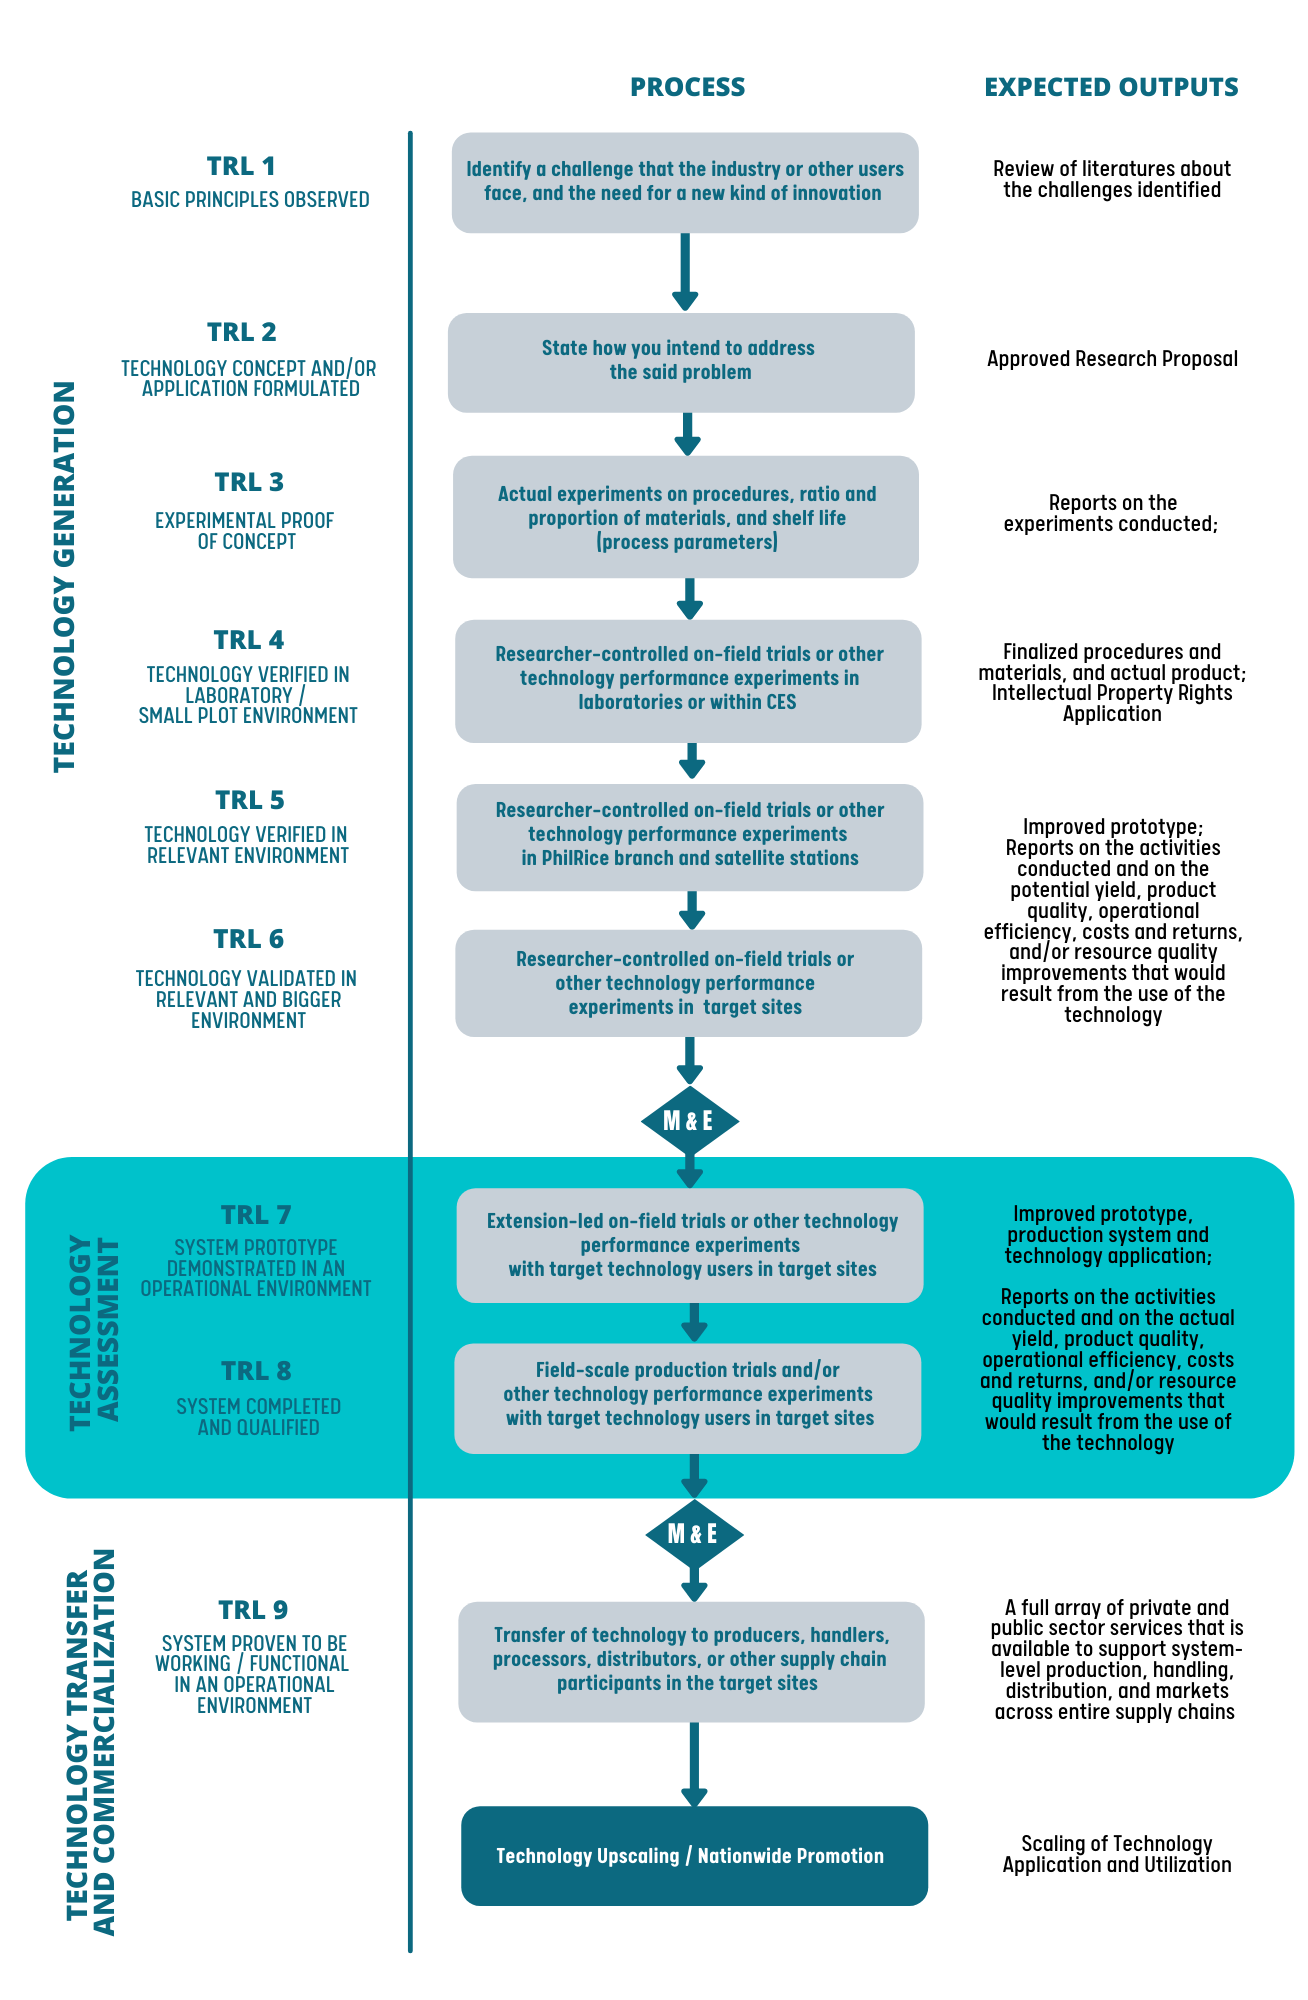 PROCESS
EXPECTED OUTPUTS
TECHNOLOGY GENERATION
TRL 1
BASIC PRINCIPLES OBSERVED
Identify a challenge that the industry or other users
face, and the need for a new kind of innovation
Review of literatures about
the challenges identified
TRL 2
TECHNOLOGY CONCEPT AND/OR
APPLICATION FORMULATED
State how you intend to address
the said problem
Approved Research Proposal
TRL 3
EXPERIMENTAL PROOF
OF CONCEPT
Actual experiments on procedures, ratio and
proportion of materials, and shelf life
(process parameters)
Reports on the
experiments conducted;
TRL 4
TECHNOLOGY VERIFIED IN
LABORATORY /
SMALL PLOT ENVIRONMENT
Researcher-controlled on-field trials or other
technology performance experiments in
laboratories or within CES
Finalized procedures and
materials, and actual product;
Intellectual Property Rights
Application
TRL 5
TECHNOLOGY VERIFIED IN
RELEVANT ENVIRONMENT
Researcher-controlled on-field trials or other
technology performance experiments
in PhilRice branch and satellite stations
TRL 6
TECHNOLOGY VALIDATED IN
RELEVANT AND BIGGER
ENVIRONMENT
Researcher-controlled on-field trials or
other technology performance
experiments in target sites
Improved prototype;
Reports on the activities
conducted and on the
potential yield, product
quality, operational
efficiency, costs and returns,
and/or resource quality
improvements that would
result from the use of the
technology
M & E
TECHNOLOGY
ASSESSMENT
TRL 7
SYSTEM PROTOTYPE
DEMONSTRATED IN AN
OPERATIONAL ENVIRONMENT
Extension-led on-field trials or other technology
performance experiments
with target technology users in target sites
TRL 8
SYSTEM COMPLETED
AND QUALIFIED
Field-scale production trials and/or
other technology performance experiments
with target technology users in target sites
Improved prototype,
production system and
technology application;
Reports on the activities
conducted and on the actual
yield, product quality,
operational efficiency, costs
and returns, and/or resource
quality improvements that
would result from the use of
the technology
M & E
TECHNOLOGY TRANSFER
AND COMMERCIALIZATION
TRL 9
SYSTEM PROVEN TO BE
WORKING / FUNCTIONAL
IN AN OPERATIONAL
ENVIRONMENT
Transfer of technology to producers, handlers,
processors, distributors, or other supply chain
participants in the target sites
A full array of private and
public sector services that is
available to support system-
level production, handling,
distribution, and markets
across entire supply chains
Technology Upscaling / Nationwide Promotion
Scaling of Technology
Application and Utilization